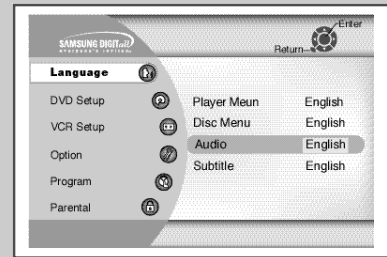 Enter
SAMSUNG DIGITall
Return
Language
DVD Setup
VCR Setup
Option
Program
Parental
Player Meun English
Disc Menu English
Audio English
Subtitle English